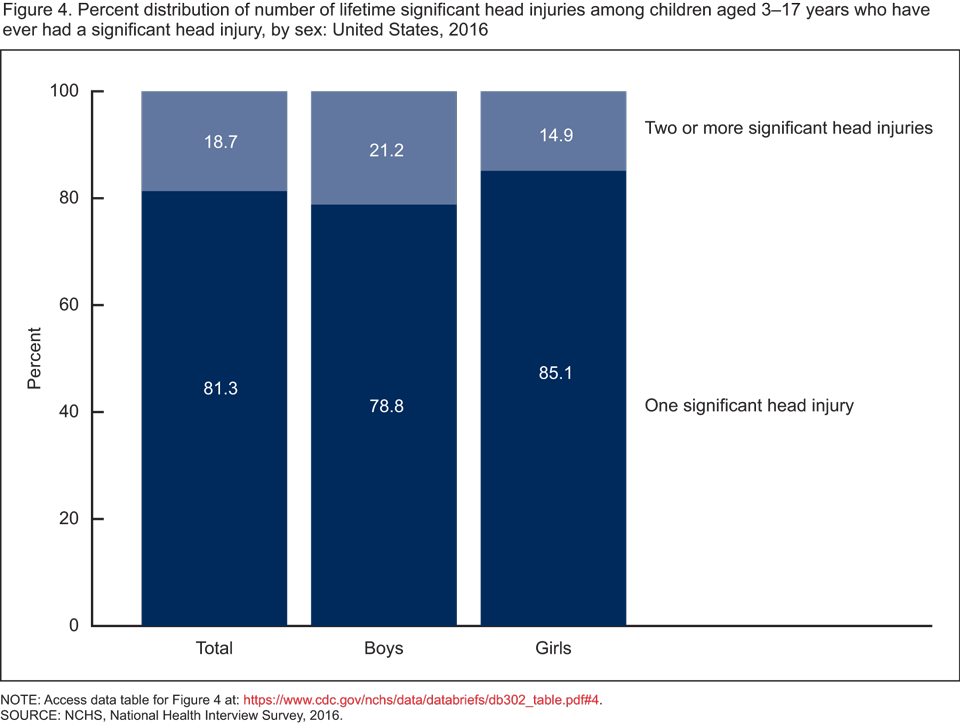 Figure 4. Percent distribution of number of lifetime significant head injuries among children aged 3–17 years who have
ever had a significant head injury, by sex: United States, 2016
100
80
60
40
20
0
Percent
18.7
21.2
14.9
Two or more significant head injuries
81.3
78.8
85.1
One significant head injury
Total
Boys
Girls
NOTE: Access data table for Figure 4 at: https://www.cdc.gov/nchs/data/databriefs/db302_table.pdf#4.
SOURCE: NCHS, National Health Interview Survey, 2016.